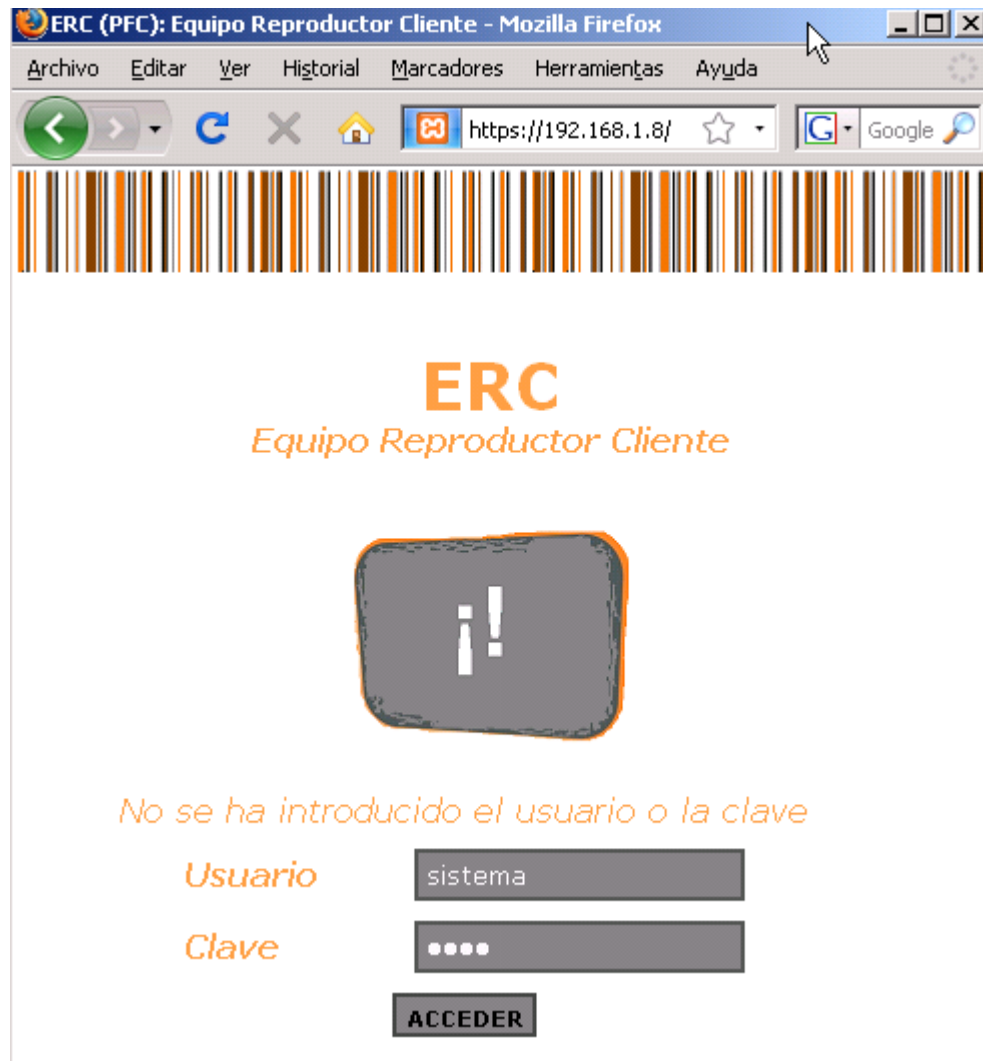 ERC (PFC): Equipo Reproductor Cliente - Mozilla Firefox
Archivo Editar Ver Historial Marcadores Herramientas Ayuda
https://192.168.1.8/ G Google
ERC
Equipo Reproductor Cliente
¡!
No se ha introducido el usuario o la clave
Usuario sistema
Clave ••••
ACCEDER